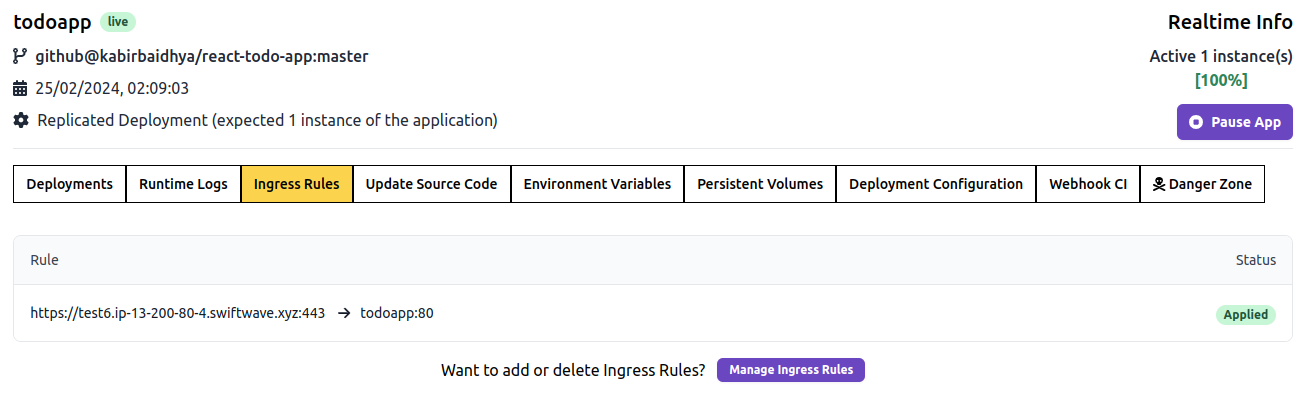 todoapp live
Realtime Info
github@kabirbaidhya/react-todo-app:master
Active 1 instance(s)
[100%]
25/02/2024, 02:09:03
Replicated Deployment (expected 1 instance of the application)
Pause App
Deployments Runtime Logs Ingress Rules Update Source Code Environment Variables Persistent Volumes Deployment Configuration Webhook CI Danger Zone
Rule Status
https://test6.ip-13-200-80-4.swiftwave.xyz:443 → todoapp:80 Applied
Want to add or delete Ingress Rules? Manage Ingress Rules